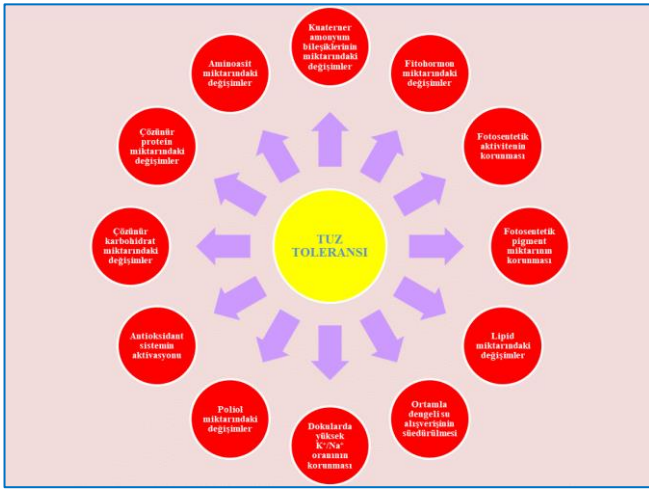 Kuaterner
amonyum
bileşiklerinin
miktarındaki
değişimler
Fitohormon
miktarındaki
değişimler
Fotosentetik
aktivitenin
korunması
Fotosentetik
pigment
miktarının
korunması
Lipid
miktarındaki
değişimler
Ortamla
dengeli su
alışverişinin
süedürülmesi
Dokularda
yüksek
K⁺/Na⁺
oranının
korunması
Poliol
miktarındaki
değişimler
Antioksidant
sistemin
aktivasyonu
Çözünür
karbohidrat
miktarındaki
değişimler
Çözünür
protein
miktarındaki
değişimler
Aminoasit
miktarındaki
değişimler
TUZ
TOLERANSI